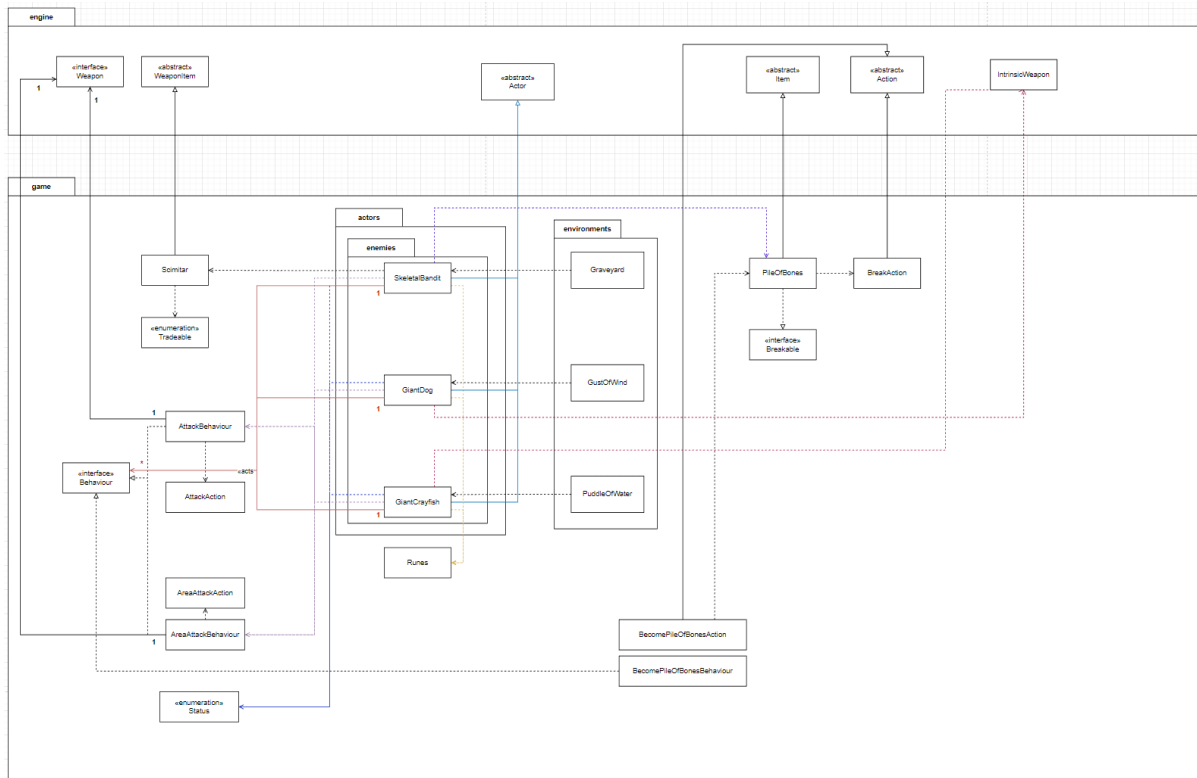 engine
«interface»
Weapon
«abstract»
WeaponItem
«abstract»
Actor
«abstract»
Item
«abstract»
Action
IntrinsicWeapon
1
1
game
actors
enemies
environments
Scimitar
SkeletalBandit
1
Graveyard
PileOfBones
BreakAction
«enumeration»
Tradeable
«interface»
Breakable
GiantDog
1
GustOfWind
1
AttackBehaviour
«interface»
Behaviour
*
«acts
AttackAction
GiantCrayfish
1
PuddleOfWater
Runes
AreaAttackAction
AreaAttackBehaviour
1
BecomePileOfBonesAction
BecomePileOfBonesBehaviour
«enumeration»
Status